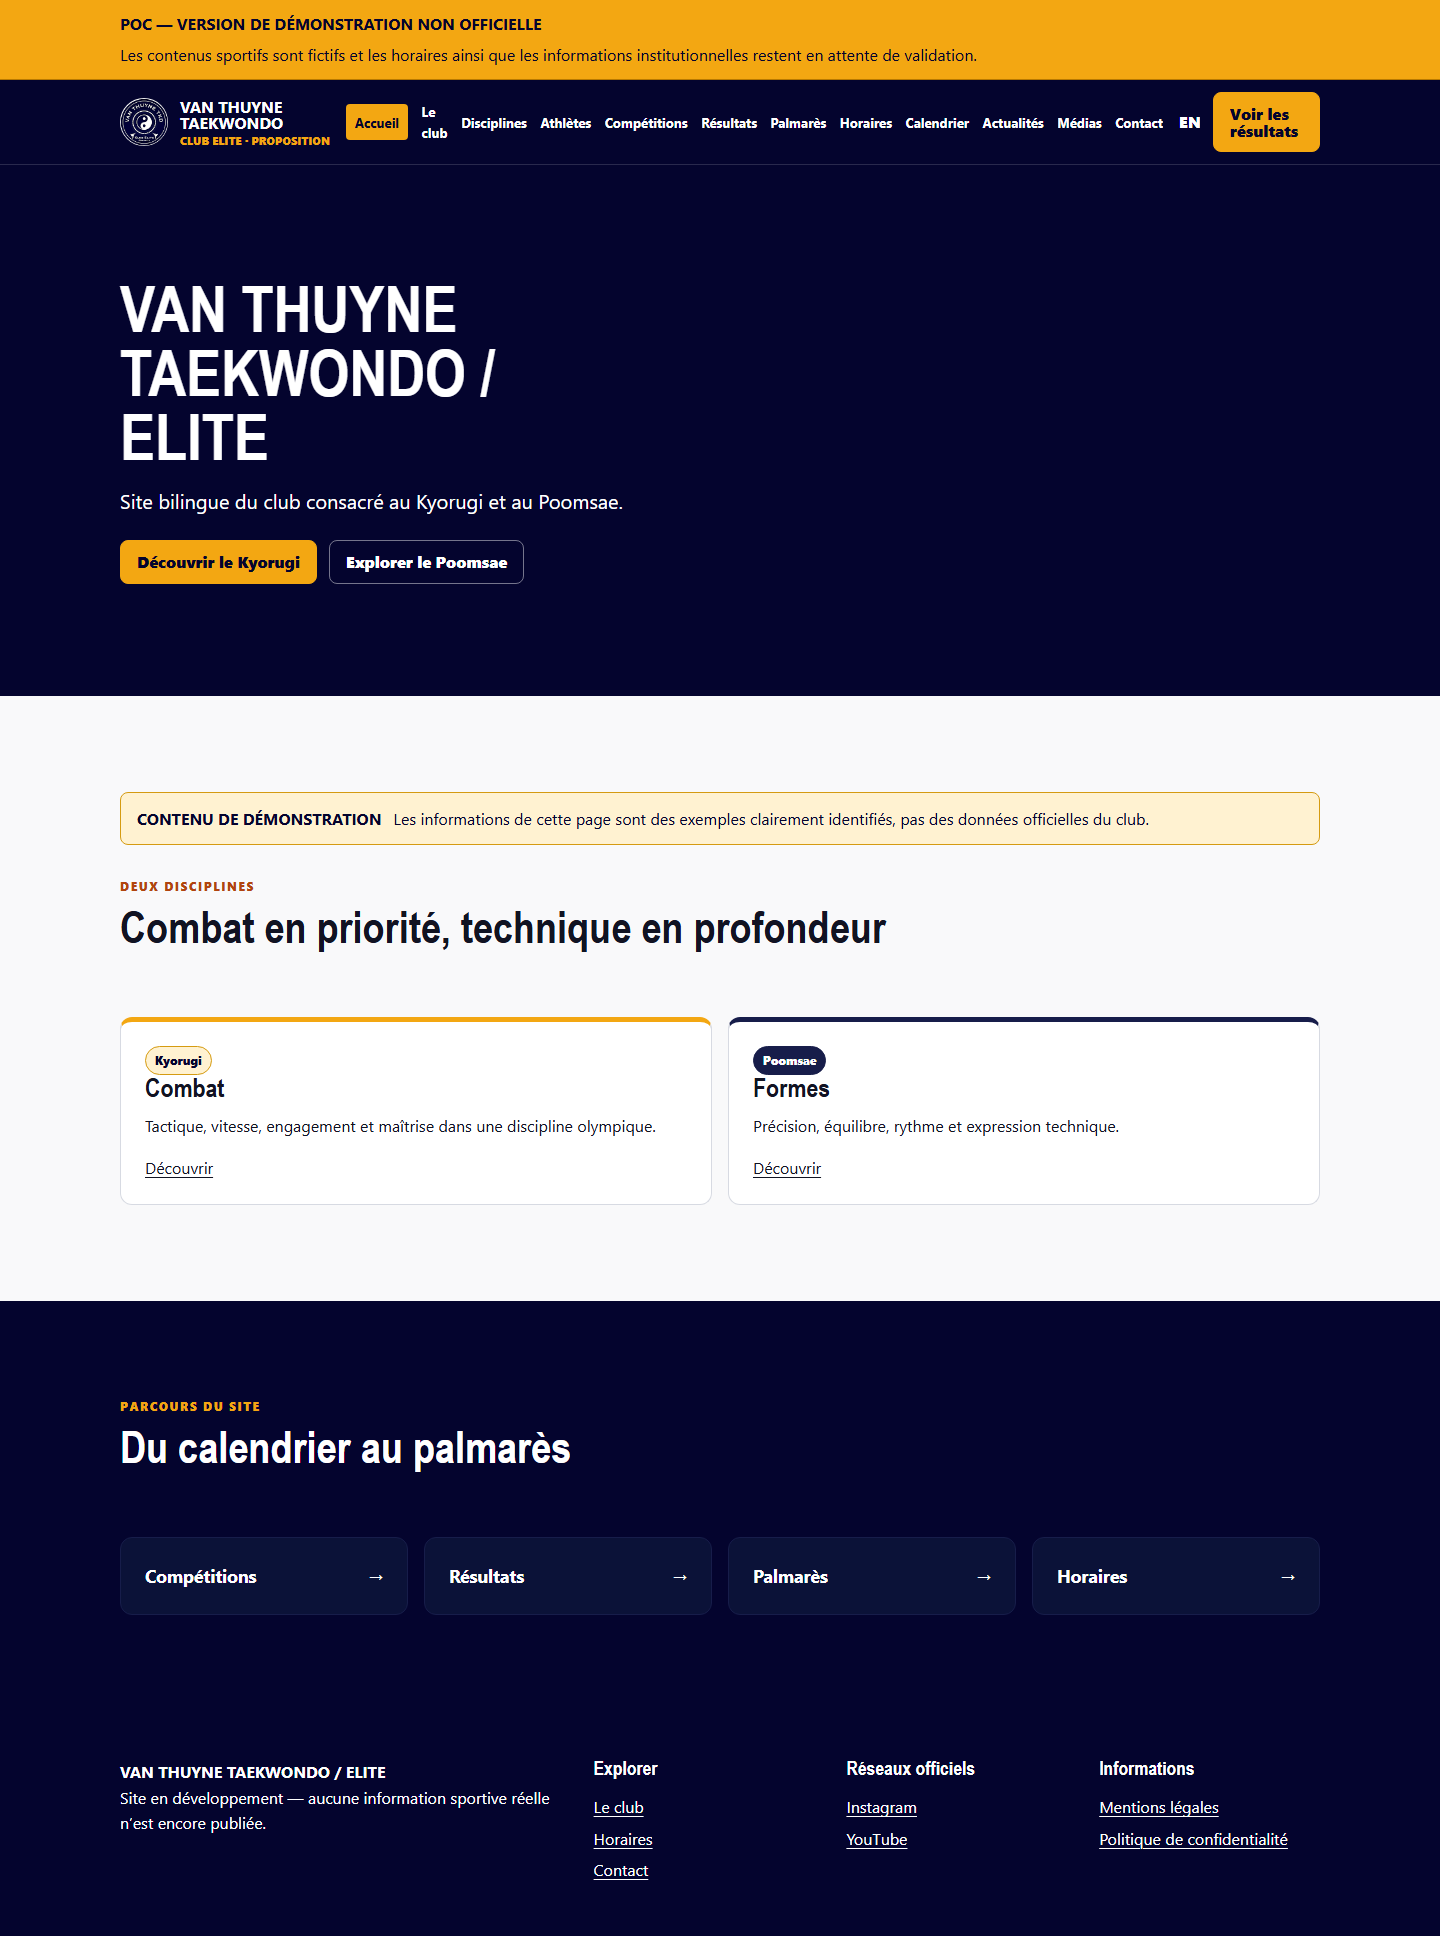 POC — VERSION DE DÉMONSTRATION NON OFFICIELLE
Les contenus sportifs sont fictifs et les horaires ainsi que les informations institutionnelles restent en attente de validation.
VAN THUYNE
TAEKWONDO
CLUB ELITE · PROPOSITION
Accueil
Le
club
Disciplines
Athlètes
Compétitions
Résultats
Palmarès
Horaires
Calendrier
Actualités
Médias
Contact
EN
Voir les
résultats
VAN THUYNE
TAEKWONDO /
ELITE
Site bilingue du club consacré au Kyorugi et au Poomsae.
Découvrir le Kyorugi
Explorer le Poomsae
CONTENU DE DÉMONSTRATION Les informations de cette page sont des exemples clairement identifiés, pas des données officielles du club.
DEUX DISCIPLINES
Combat en priorité, technique en profondeur
Kyorugi
Combat
Tactique, vitesse, engagement et maîtrise dans une discipline olympique.
Découvrir
Poomsae
Formes
Précision, équilibre, rythme et expression technique.
Découvrir
PARCOURS DU SITE
Du calendrier au palmarès
Compétitions →
Résultats →
Palmarès →
Horaires →
VAN THUYNE TAEKWONDO / ELITE
Site en développement — aucune information sportive réelle
n’est encore publiée.
Explorer
Le club
Horaires
Contact
Réseaux officiels
Instagram
YouTube
Informations
Mentions légales
Politique de confidentialité